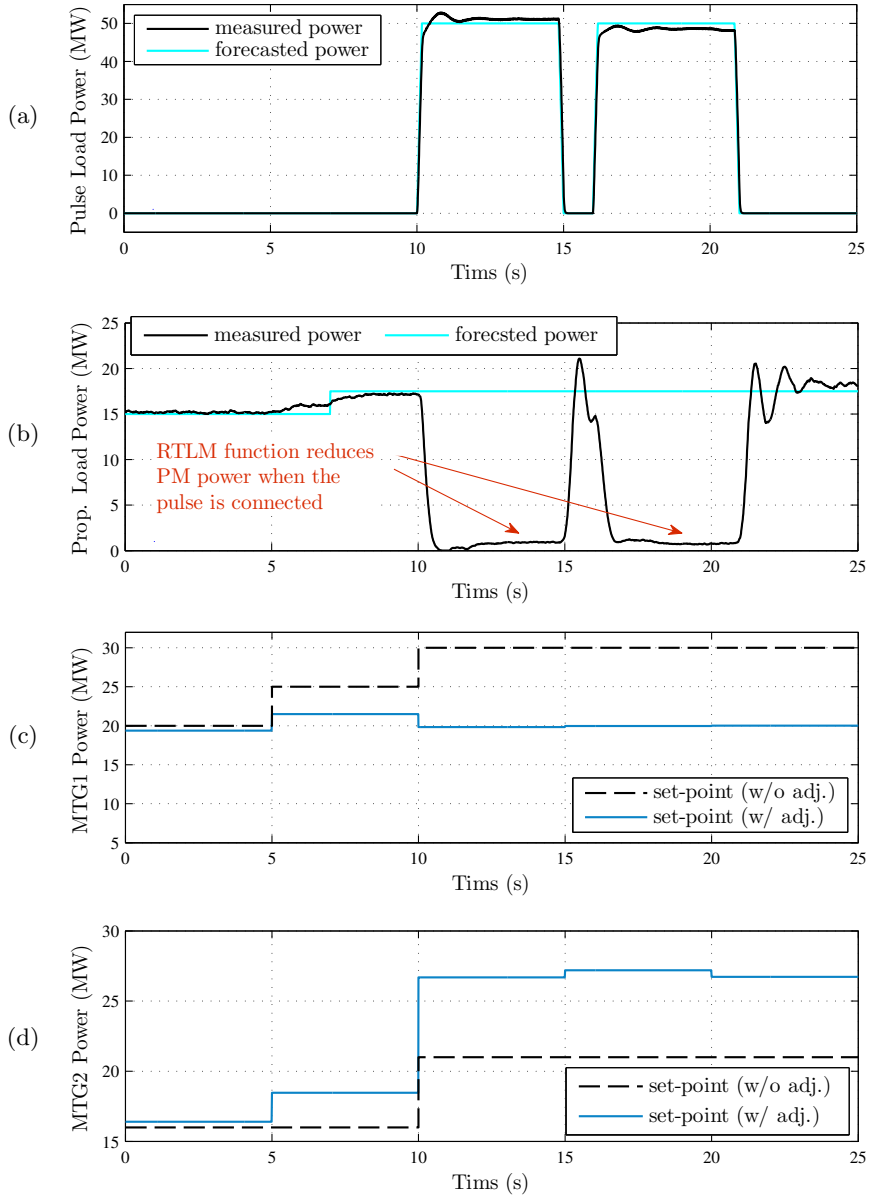 (a)
Pulse Load Power (MW)
50
40
30
20
10
0
measured power
forecasted power
0 5 10 15 20 25
Tims (s)
(b)
Prop. Load Power (MW)
25
20
15
10
5
0
measured power forecsted power
RTLM function reduces
PM power when the
pulse is connected
0 5 10 15 20 25
Tims (s)
(c)
MTG1 Power (MW)
30
25
20
15
10
5
set-point (w/o adj.)
set-point (w/ adj.)
0 5 10 15 20 25
Tims (s)
(d)
MTG2 Power (MW)
30
25
20
15
set-point (w/o adj.)
set-point (w/ adj.)
0 5 10 15 20 25
Tims (s)